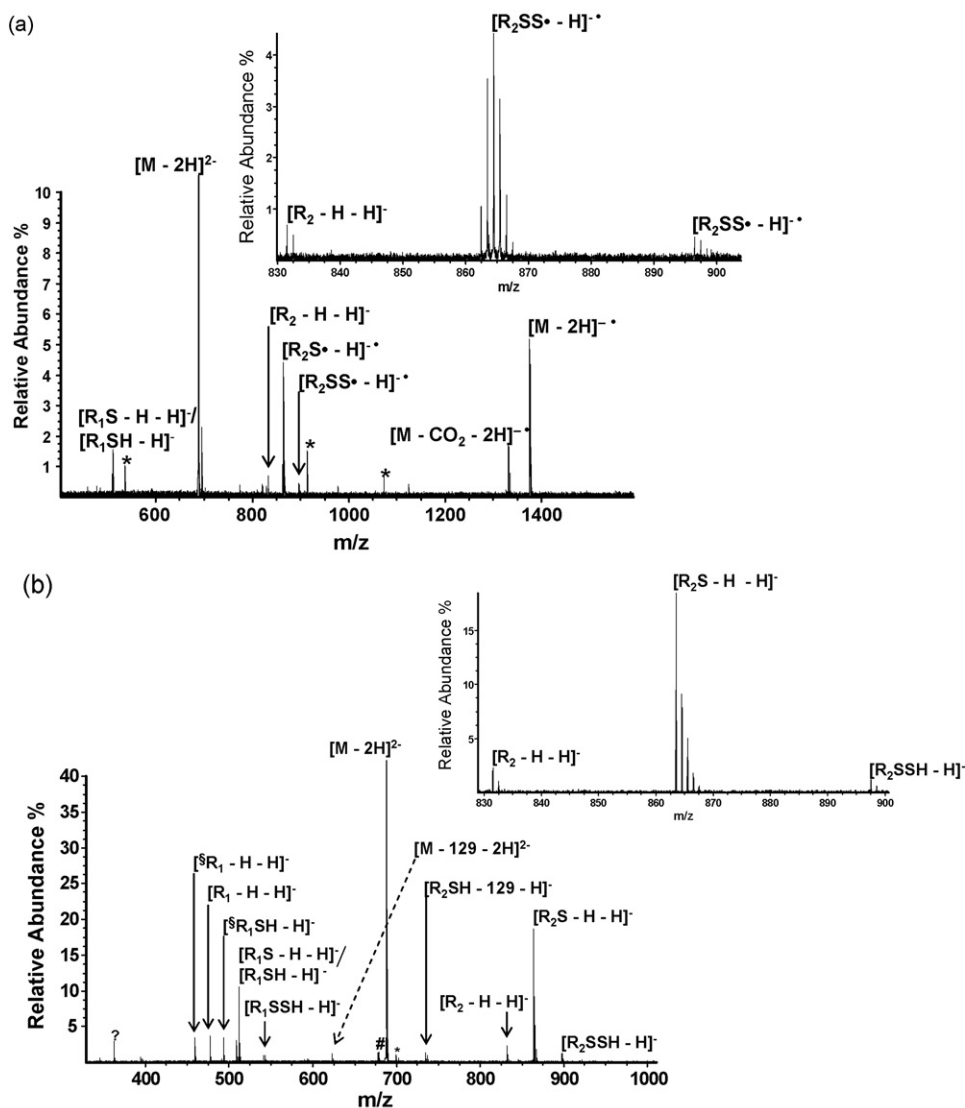 (a)
[R₂SS• - H]⁻•
Relative Abundance %
4
3
2
1
[R₂ - H - H]⁻
[R₂SS• - H]⁻•
830 840 850 860 870 880 890 900
m/z
[M - 2H]²⁻
Relative Abundance %
10
9
8
7
6
5
4
3
2
1
[R₂ - H - H]⁻
[R₂S• - H]⁻•
[R₂SS• - H]⁻•
[M - 2H]⁻•
[M - CO₂ - 2H]⁻•
[R₁S - H - H]⁻/
[R₁SH - H]⁻
* * *
600 800 1000 1200 1400
m/z
(b)
[R₂S - H - H]⁻
Relative Abundance %
15
10
5
[R₂ - H - H]⁻
[R₂SSH - H]⁻
830 840 850 860 870 880 890 900
m/z
[M - 2H]²⁻
Relative Abundance %
40
35
30
25
20
15
10
5
[§R₁ - H - H]⁻
[R₁ - H - H]⁻
[§R₁SH - H]⁻
[R₁S - H - H]⁻/
[R₁SH - H]⁻
[R₁SSH - H]⁻
[M - 129 - 2H]²⁻
[R₂SH - 129 - H]⁻
[R₂S - H - H]⁻
[R₂ - H - H]⁻
[R₂SSH - H]⁻
? # *
400 500 600 700 800 900 1000
m/z